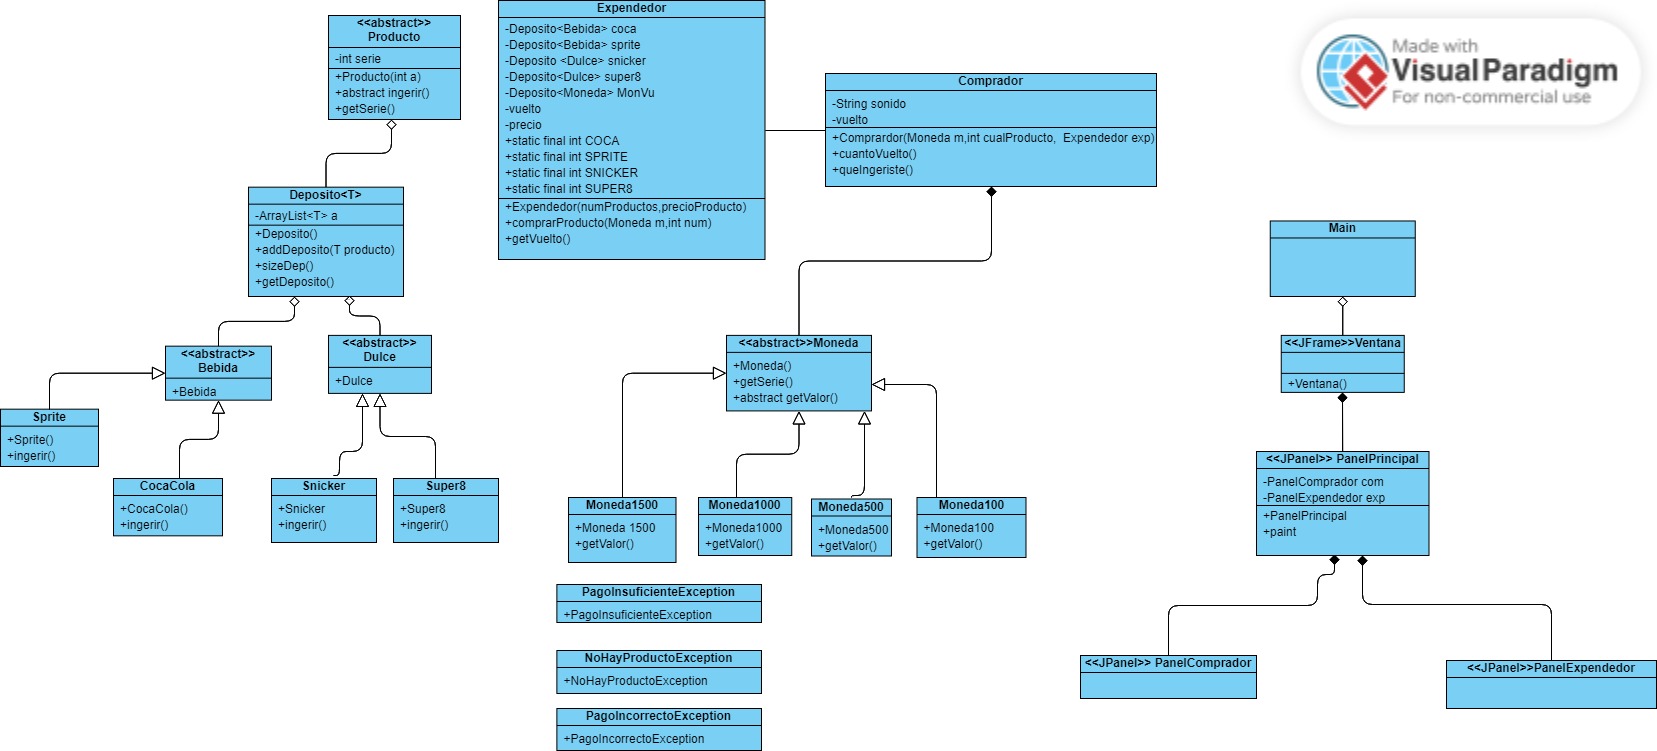 <<abstract>>
Producto
-int serie
+Producto(int a)
+abstract ingerir()
+getSerie()
Expendedor
-Deposito<Bebida> coca
-Deposito<Bebida> sprite
-Deposito <Dulce> snicker
-Deposito<Dulce> super8
-Deposito<Moneda> MonVu
-vuelto
-precio
+static final int COCA
+static final int SPRITE
+static final int SNICKER
+static final int SUPER8
+Expendedor(numProductos,precioProducto)
+comprarProducto(Moneda m,int num)
+getVuelto()
Comprador
-String sonido
-vuelto
+Comprardor(Moneda m,int cualProducto,  Expendedor exp)
+cuantoVuelto()
+queIngeriste()
Made with
Visual Paradigm
For non-commercial use
Deposito<T>
-ArrayList<T> a
+Deposito()
+addDeposito(T producto)
+sizeDep()
+getDeposito()
Main
<<abstract>>
Bebida
+Bebida
<<abstract>>
Dulce
+Dulce
<<abstract>>Moneda
+Moneda()
+getSerie()
+abstract getValor()
<<JFrame>>Ventana
+Ventana()
Sprite
+Sprite()
+ingerir()
CocaCola
+CocaCola()
+ingerir()
Snicker
+Snicker
+ingerir()
Super8
+Super8
+ingerir()
Moneda1500
+Moneda 1500
+getValor()
Moneda1000
+Moneda1000
+getValor()
Moneda500
+Moneda500
+getValor()
Moneda100
+Moneda100
+getValor()
<<JPanel>> PanelPrincipal
-PanelComprador com
-PanelExpendedor exp
+PanelPrincipal
+paint
PagoInsuficienteException
+PagoInsuficienteException
NoHayProductoException
+NoHayProductoException
PagoIncorrectoException
+PagoIncorrectoException
<<JPanel>> PanelComprador
<<JPanel>>PanelExpendedor